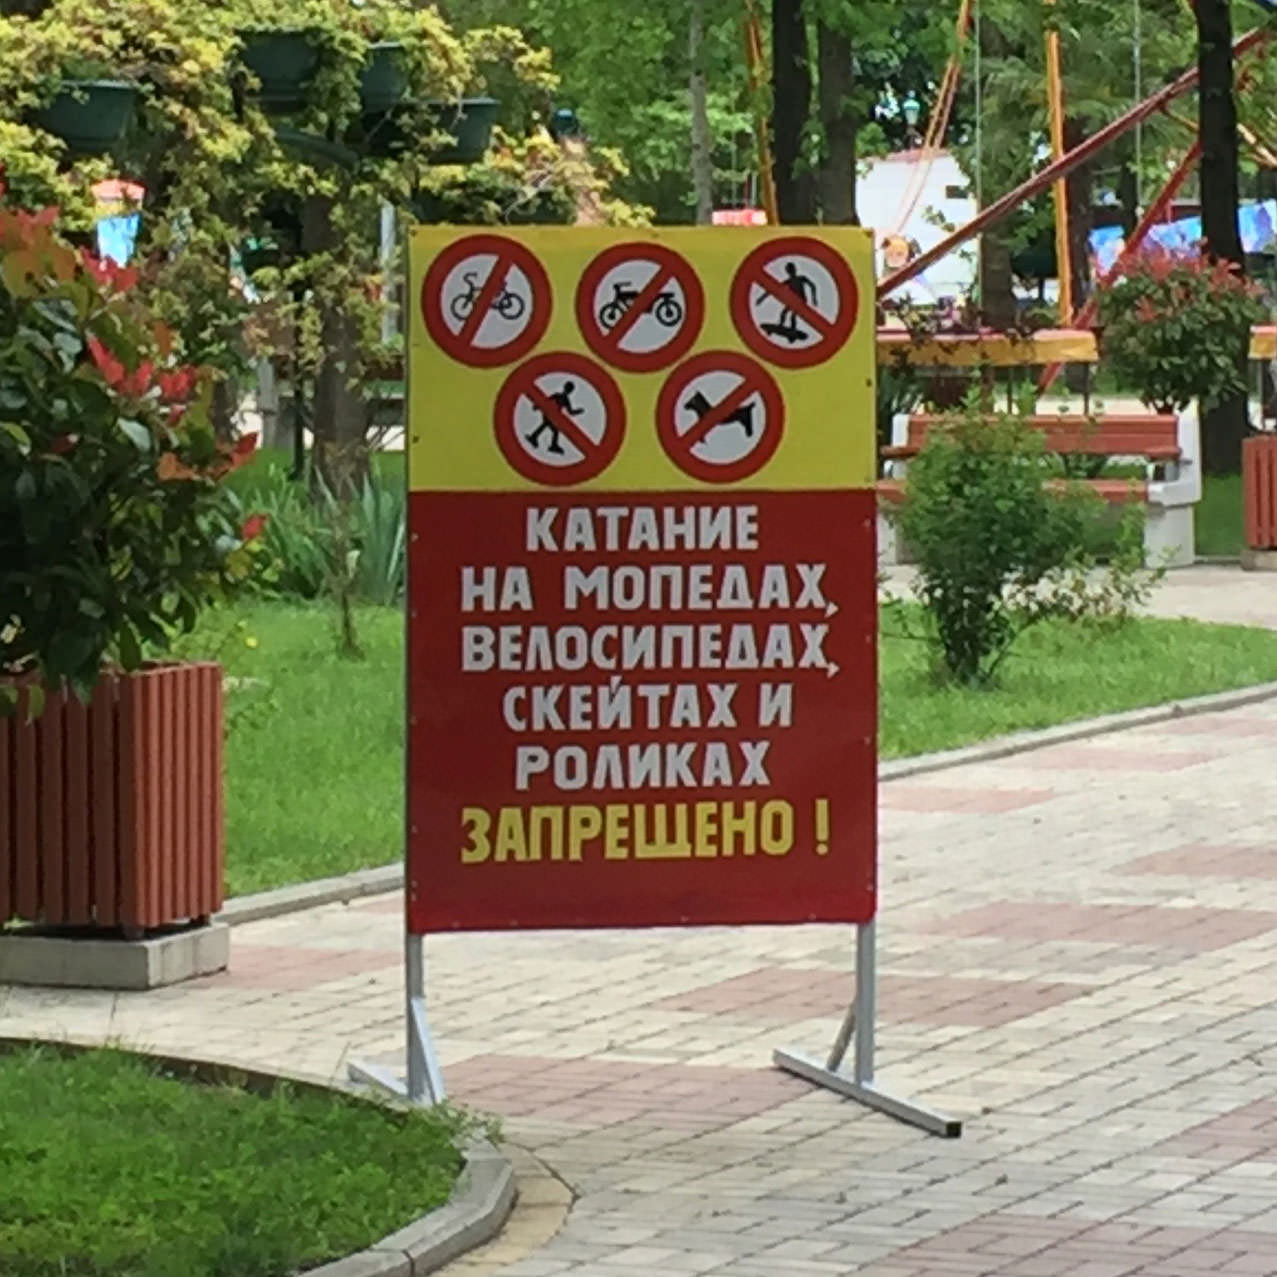 КАТАНИЕ
НА МОПЕДАХ,
ВЕЛОСИПЕДАХ,
СКЕЙТАХ И
РОЛИКАХ
ЗАПРЕЩЕНО !